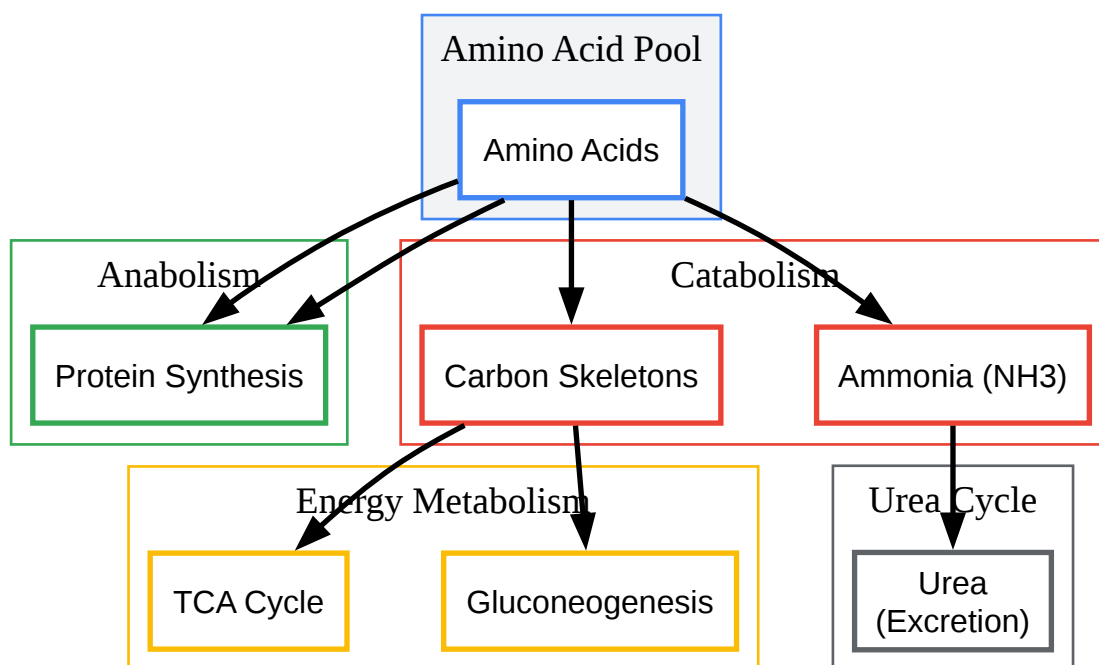 Amino Acid Pool
Amino Acids
Anabolism
Catabolism
Protein Synthesis
Carbon Skeletons
Ammonia (NH3)
Energy Metabolism
Urea Cycle
TCA Cycle
Gluconeogenesis
Urea
(Excretion)